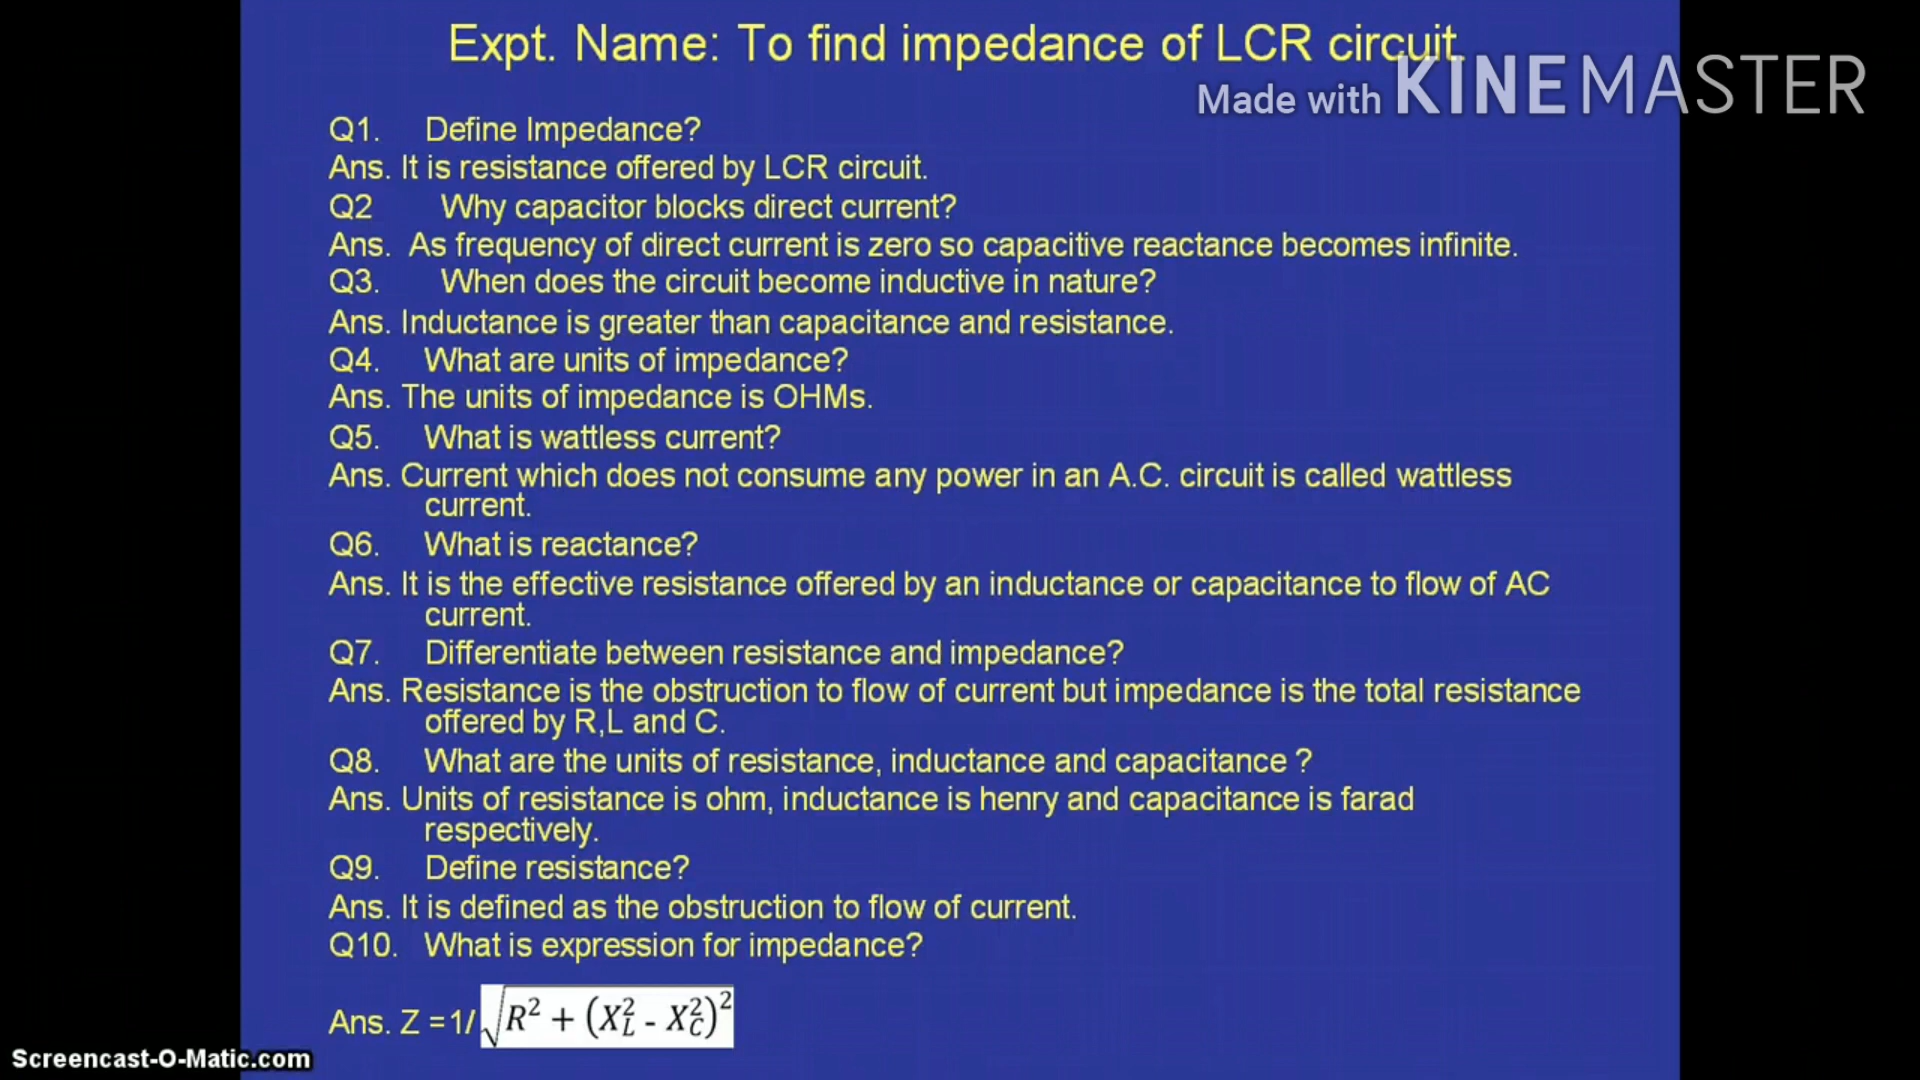 Expt. Name: To find impedance of LCR circuit.
Made with KINEMASTER
Q1. Define Impedance?
Ans. It is resistance offered by LCR circuit.
Q2 Why capacitor blocks direct current?
Ans. As frequency of direct current is zero so capacitive reactance becomes infinite.
Q3. When does the circuit become inductive in nature?
Ans. Inductance is greater than capacitance and resistance.
Q4. What are units of impedance?
Ans. The units of impedance is OHMs.
Q5. What is wattless current?
Ans. Current which does not consume any power in an A.C. circuit is called wattless
current.
Q6. What is reactance?
Ans. It is the effective resistance offered by an inductance or capacitance to flow of AC
current.
Q7. Differentiate between resistance and impedance?
Ans. Resistance is the obstruction to flow of current but impedance is the total resistance
offered by R,L and C.
Q8. What are the units of resistance, inductance and capacitance ?
Ans. Units of resistance is ohm, inductance is henry and capacitance is farad
respectively.
Q9. Define resistance?
Ans. It is defined as the obstruction to flow of current.
Q10. What is expression for impedance?
Ans. Z =1/√R² + (X_L² - X_C²)²
Screencast-O-Matic.com